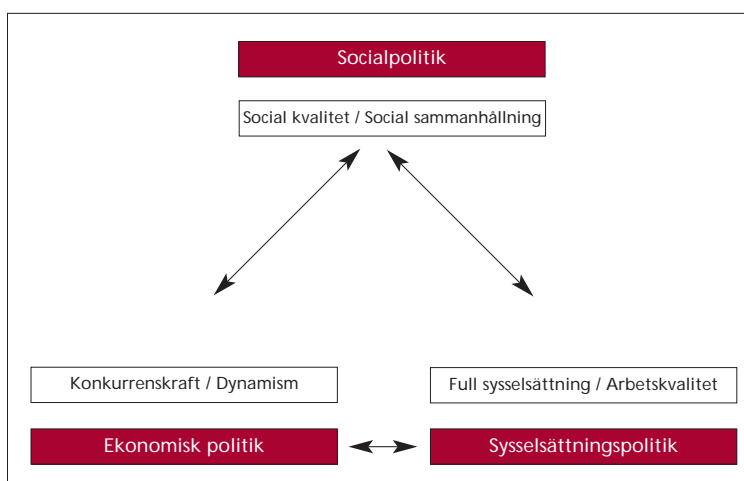 Socialpolitik
Social kvalitet / Social sammanhållning
Konkurrenskraft / Dynamism
Full sysselsättning / Arbetskvalitet
Ekonomisk politik
Sysselsättningspolitik